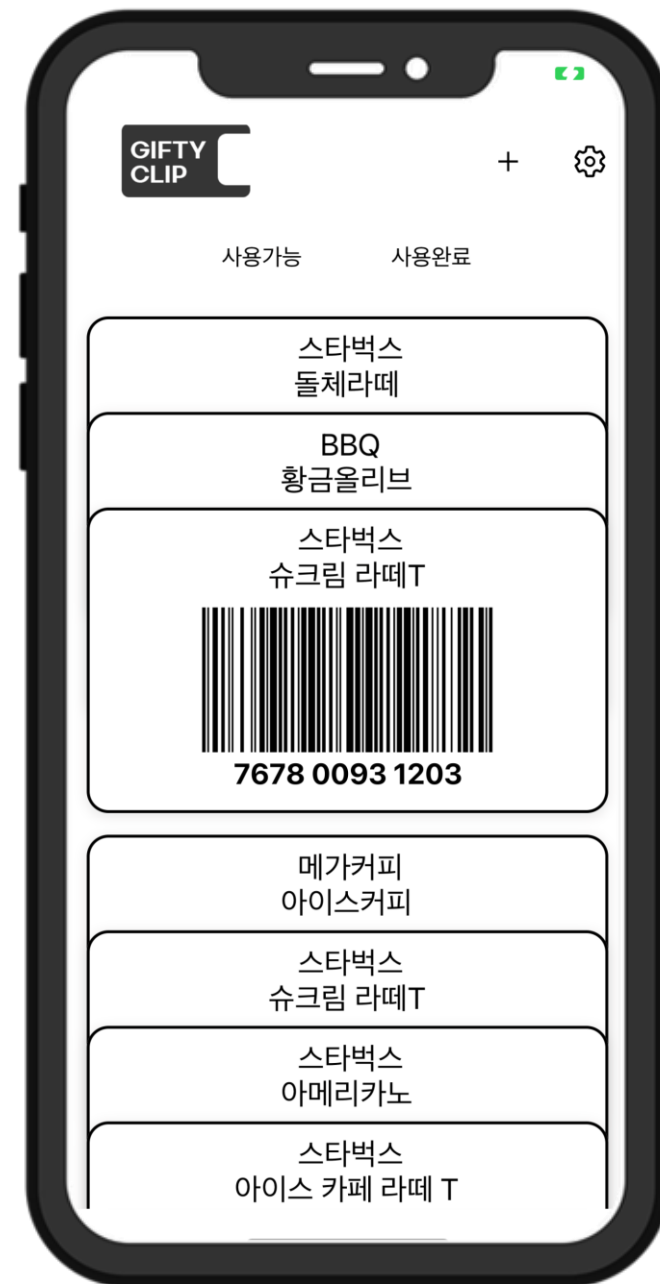 GIFTY
CLIP
+
사용가능 사용완료
스타벅스
돌체라떼
BBQ
황금올리브
스타벅스
슈크림 라떼T
7678 0093 1203
메가커피
아이스커피
스타벅스
슈크림 라떼T
스타벅스
아메리카노
스타벅스
아이스 카페 라떼 T